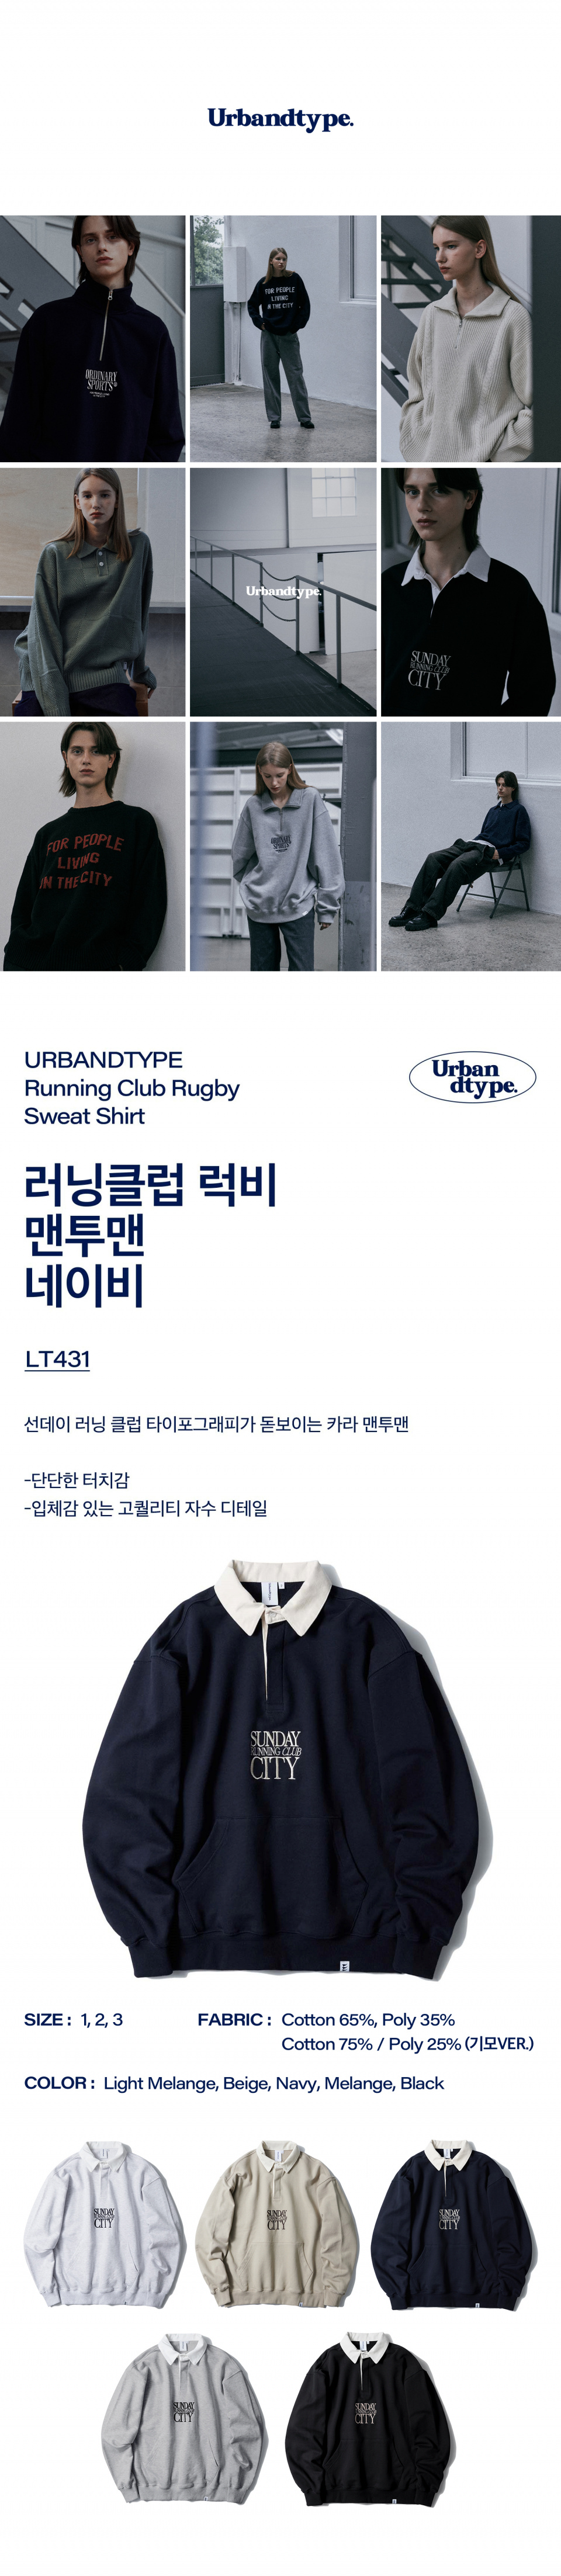 Urbandtype.
ORDINARY
SPORTS
FOR PEOPLE
LIVING
IN THE CITY
Urbandtype.
SUNDAY
RUNNING CLUB
CITY
FOR PEOPLE
LIVING
IN THE CITY
ORDINARY
SPORTS
URBANDTYPE
Running Club Rugby
Sweat Shirt
Urban
dtype.
러닝클럽 럭비
맨투맨
네이비
LT431
선데이 러닝 클럽 타이포그래피가 돋보이는 카라 맨투맨
-단단한 터치감
-입체감 있는 고퀄리티 자수 디테일
SUNDAY
RUNNING CLUB
CITY
SIZE : 1, 2, 3
FABRIC : Cotton 65%, Poly 35%
Cotton 75% / Poly 25% (기모VER.)
COLOR : Light Melange, Beige, Navy, Melange, Black
SUNDAY
CITY
SUNDAY
CITY
SUNDAY
CITY
SUNDAY
CITY
SUNDAY
CITY